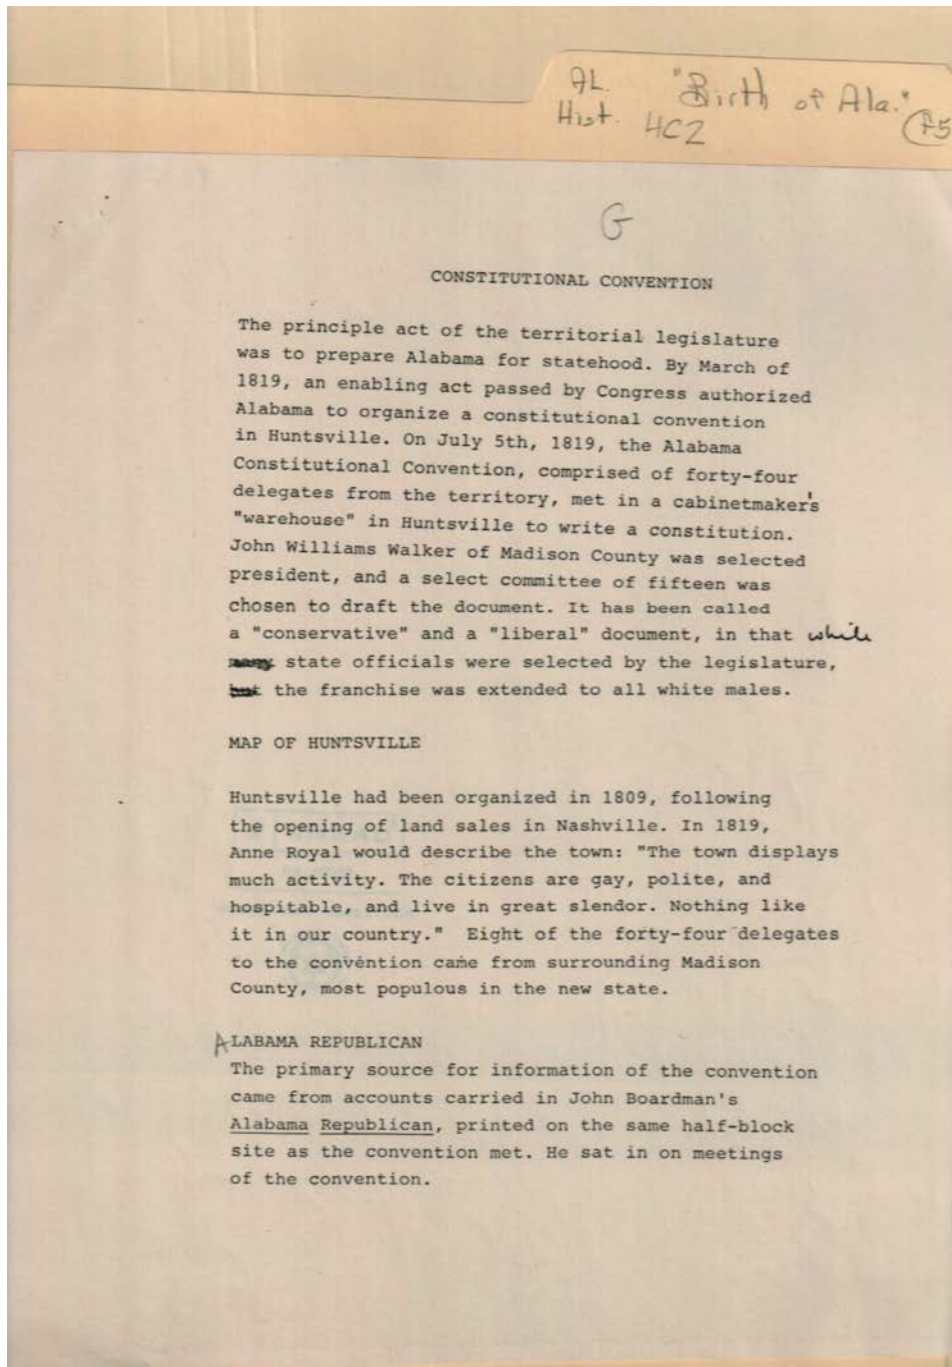 AL. "Birth of Ala."
Hist. 4C2 F5
G
CONSTITUTIONAL CONVENTION
The principle act of the territorial legislature
was to prepare Alabama for statehood. By March of
1819, an enabling act passed by Congress authorized
Alabama to organize a constitutional convention
in Huntsville. On July 5th, 1819, the Alabama
Constitutional Convention, comprised of forty-four
delegates from the territory, met in a cabinetmaker's
"warehouse" in Huntsville to write a constitution.
John Williams Walker of Madison County was selected
president, and a select committee of fifteen was
chosen to draft the document. It has been called
a "conservative" and a "liberal" document, in that while
many state officials were selected by the legislature,
but the franchise was extended to all white males.
MAP OF HUNTSVILLE
Huntsville had been organized in 1809, following
the opening of land sales in Nashville. In 1819,
Anne Royal would describe the town: "The town displays
much activity. The citizens are gay, polite, and
hospitable, and live in great slendor. Nothing like
it in our country." Eight of the forty-four delegates
to the convention came from surrounding Madison
County, most populous in the new state.
ALABAMA REPUBLICAN
The primary source for information of the convention
came from accounts carried in John Boardman's
Alabama Republican, printed on the same half-block
site as the convention met. He sat in on meetings
of the convention.